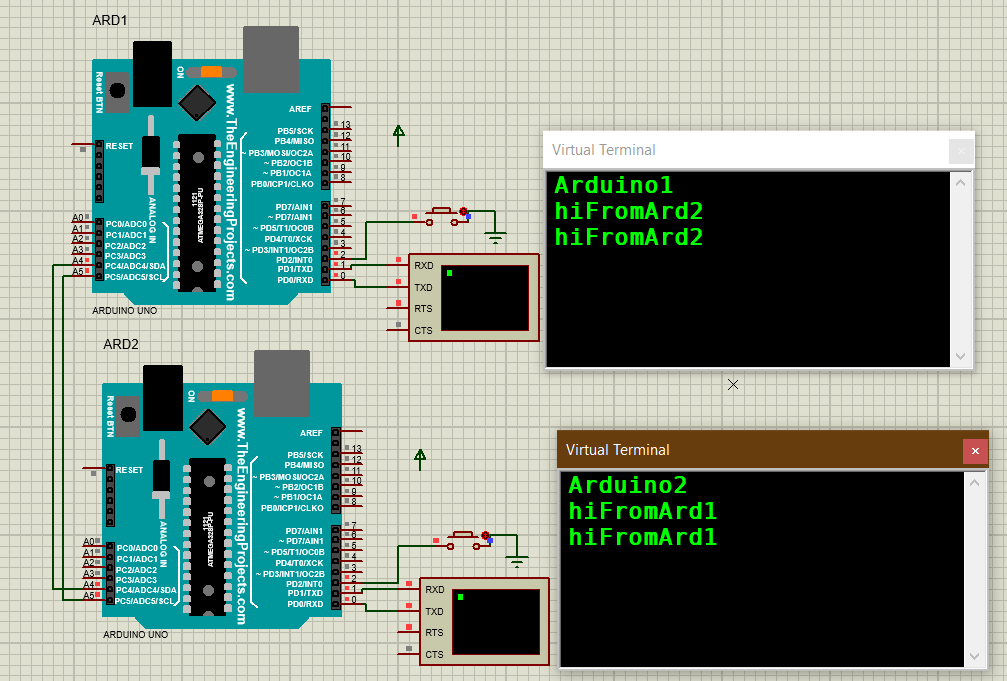 ARD1
ON
Reset BTN
www.TheEngineeringProjects.com
AREF
PB5/SCK
13
PB4/MISO
12
~ PB3/MOSI/OC2A
11
~ PB2/OC1B
10
~ PB1/OC1A
9
PB0/ICP1/CLKO
8
RESET
1121
ATMEGA328P-PU
ANALOG IN
PD7/AIN1
7
~ PD7/AIN1
6
~ PD5/T1/OC0B
5
PD4/T0/XCK
4
~ PD3/INT1/OC2B
3
PD2/INT0
2
PD1/TXD
1
PD0/RXD
0
A0
PC0/ADC0
A1
PC1/ADC1
A2
PC2/ADC2
A3
PC3/ADC3
A4
PC4/ADC4/SDA
A5
PC5/ADC5/SCL
ARDUINO UNO
RXD
TXD
RTS
CTS
Virtual Terminal
Arduino1
hiFromArd2
hiFromArd2
ARD2
ON
Reset BTN
www.TheEngineeringProjects.com
AREF
PB5/SCK
13
PB4/MISO
12
~ PB3/MOSI/OC2A
11
~ PB2/OC1B
10
~ PB1/OC1A
9
PB0/ICP1/CLKO
8
RESET
1121
ATMEGA328P-PU
ANALOG IN
PD7/AIN1
7
~ PD7/AIN1
6
~ PD5/T1/OC0B
5
PD4/T0/XCK
4
~ PD3/INT1/OC2B
3
PD2/INT0
2
PD1/TXD
1
PD0/RXD
0
A0
PC0/ADC0
A1
PC1/ADC1
A2
PC2/ADC2
A3
PC3/ADC3
A4
PC4/ADC4/SDA
A5
PC5/ADC5/SCL
ARDUINO UNO
RXD
TXD
RTS
CTS
Virtual Terminal
Arduino2
hiFromArd1
hiFromArd1